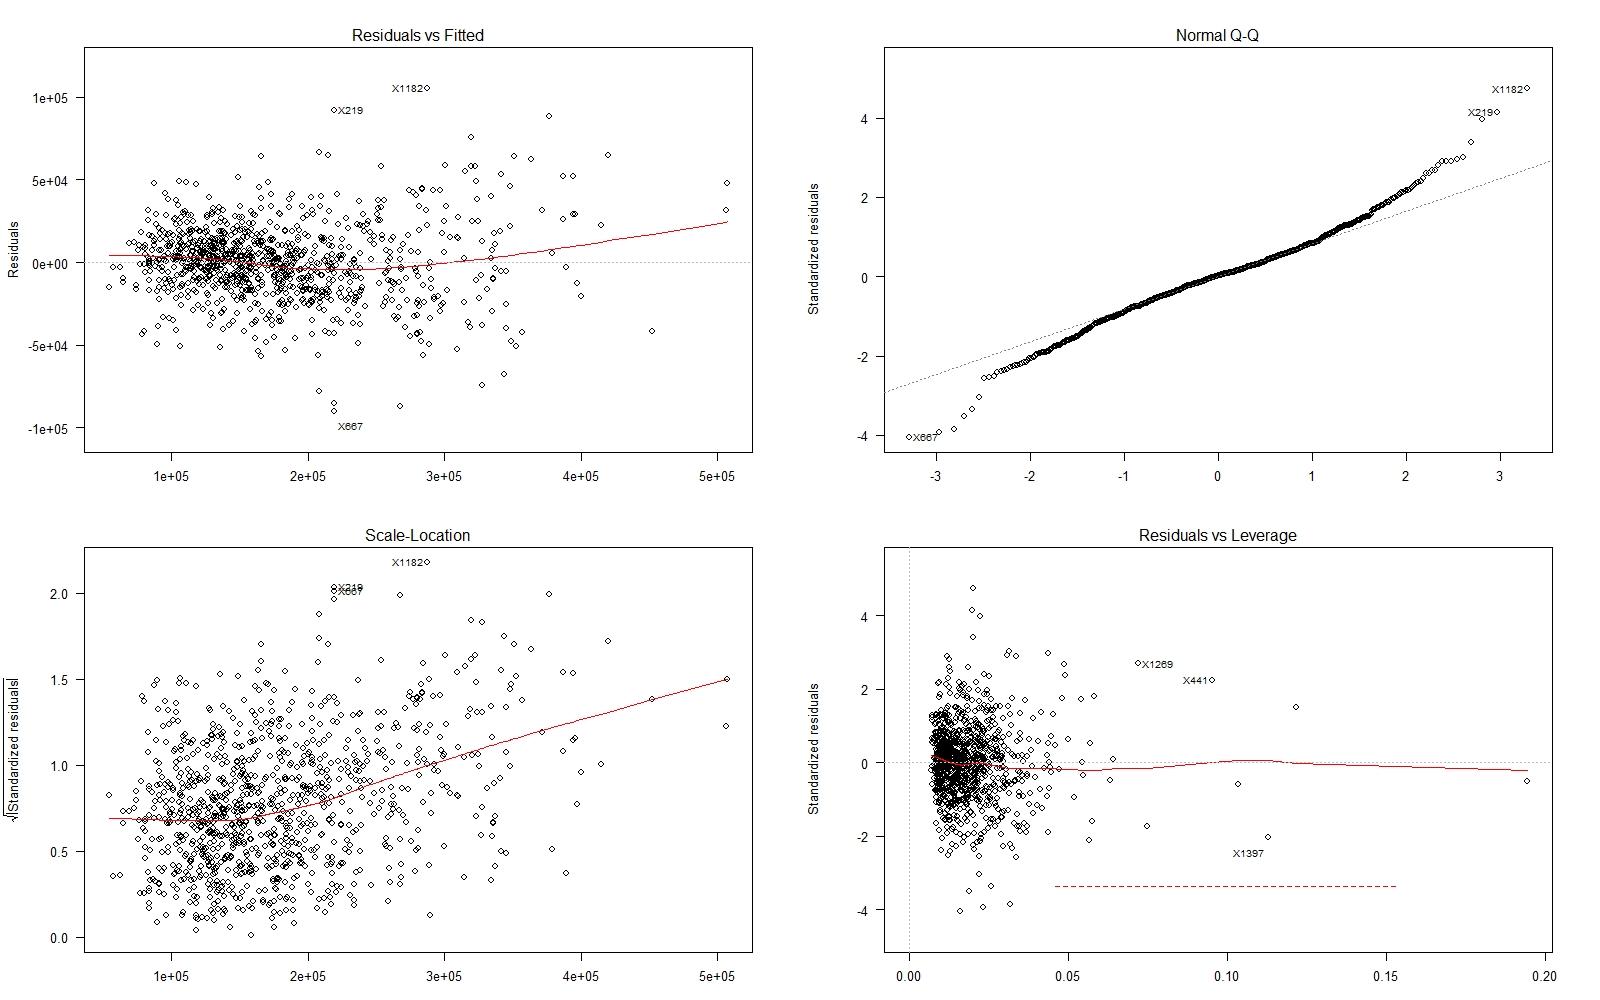 Residuals vs Fitted
Residuals
1e+05
5e+04
0e+00
-5e+04
-1e+05
X1182
X219
X667
1e+05 2e+05 3e+05 4e+05 5e+05
Normal Q-Q
Standardized residuals
4
2
0
-2
-4
X1182
X219
X667
-3 -2 -1 0 1 2 3
Scale-Location
√|Standardized residuals|
2.0
1.5
1.0
0.5
0.0
X1182
X219
X667
1e+05 2e+05 3e+05 4e+05 5e+05
Residuals vs Leverage
Standardized residuals
4
2
0
-2
-4
X1269
X441
X1397
0.00 0.05 0.10 0.15 0.20